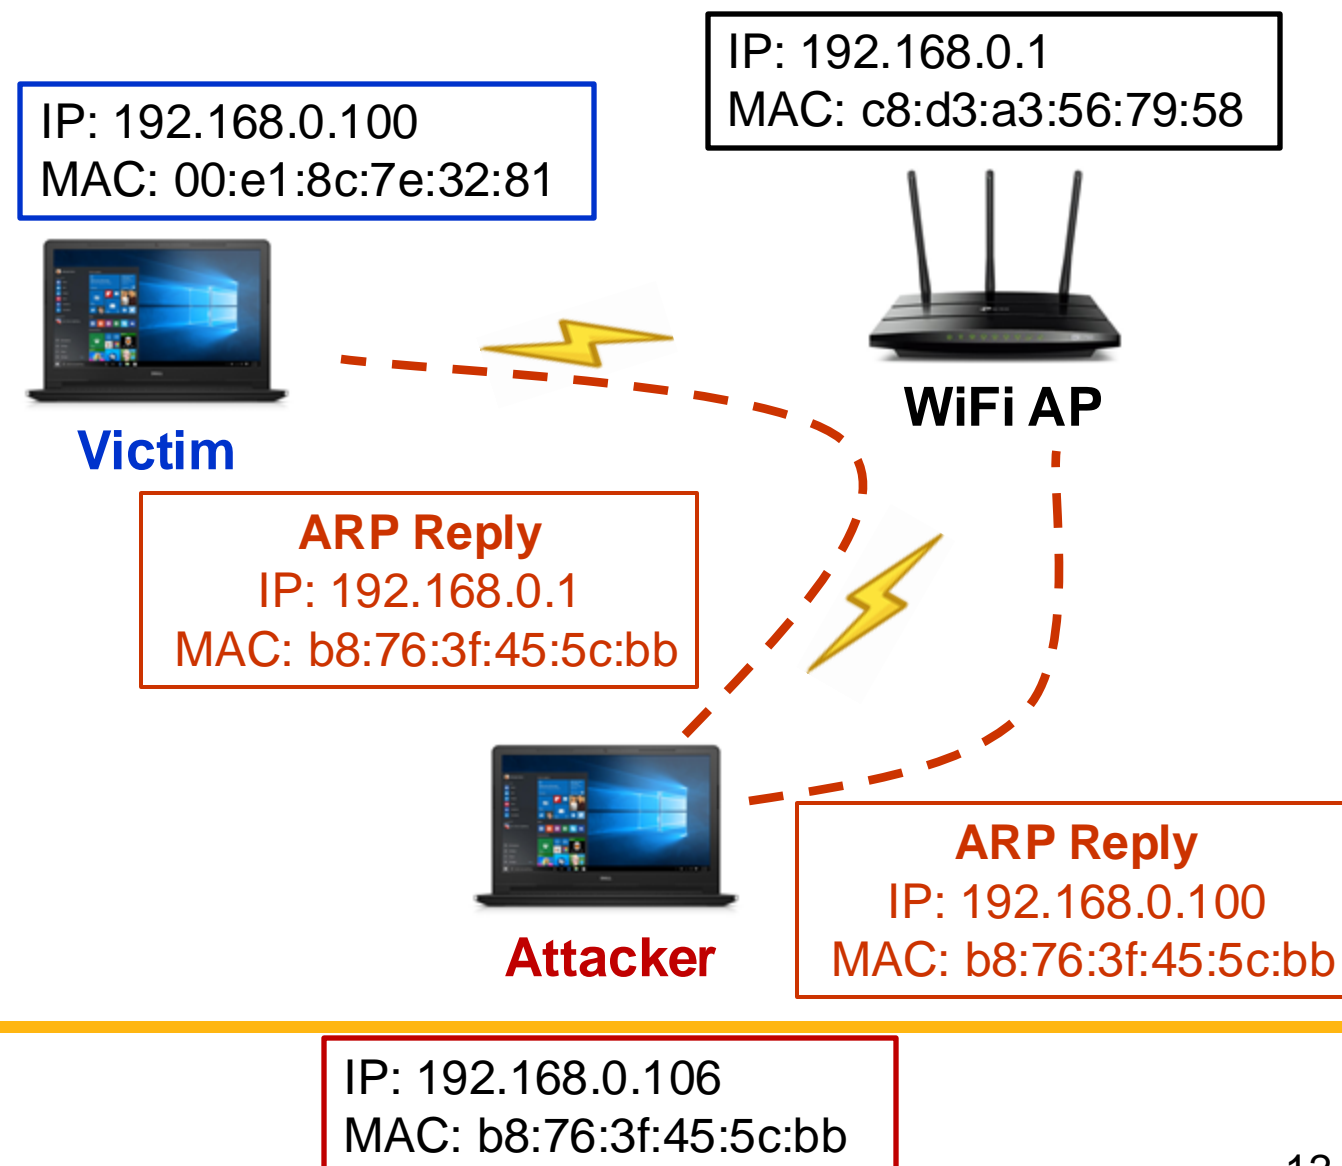 IP: 192.168.0.1
MAC: c8:d3:a3:56:79:58
IP: 192.168.0.100
MAC: 00:e1:8c:7e:32:81
WiFi AP
Victim
ARP Reply
IP: 192.168.0.1
MAC: b8:76:3f:45:5c:bb
ARP Reply
IP: 192.168.0.100
MAC: b8:76:3f:45:5c:bb
Attacker
IP: 192.168.0.106
MAC: b8:76:3f:45:5c:bb